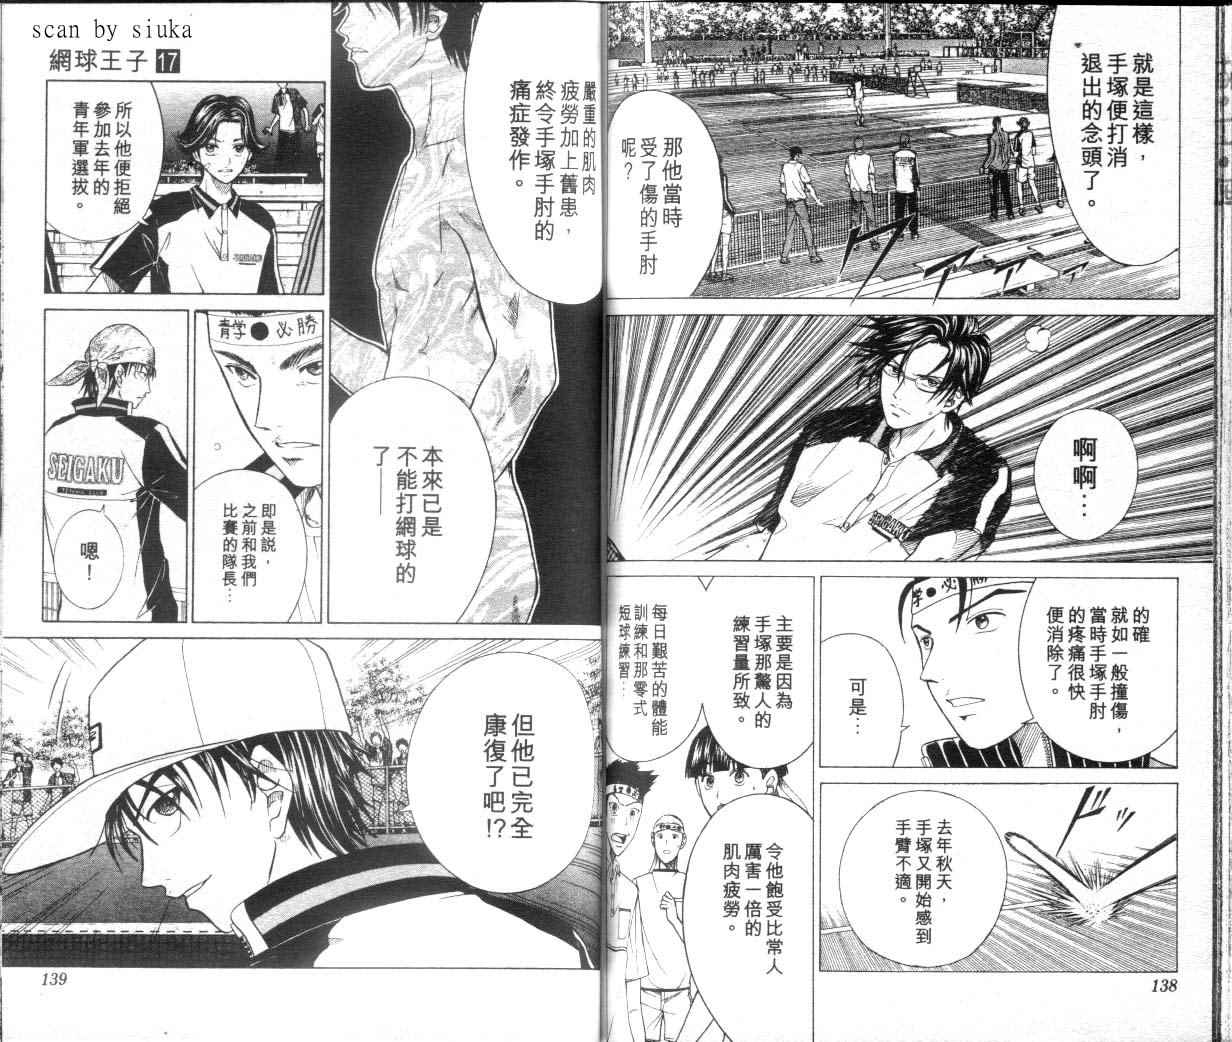 scan by siuka
網球王子 17
就是這樣，
手塚便打消
退出的念頭了。
那他當時
受了傷的手肘
呢？
啊
啊…
SEIGAKU
學●必勝
的確
就如一般撞傷，
當時手塚手肘
的疼痛很快
便消除了。
可是…
去年秋天，
手塚又開始感到
手臂不適。
主要是因為
手塚那驚人的
練習量所致。
每日艱苦的體能
訓練和那零式
短球練習…
令他飽受比常人
厲害一倍的
肌肉疲勞。
138
嚴重的肌肉
疲勞加上舊患，
終令手塚手肘的
痛症發作。
所以他便拒絕
參加去年的
青年軍選拔。
本來已是
不能打網球的
了——
青学●必勝
即是說，
之前和我們
比賽的隊長…
SEIGAKU
TENNIS CLUB
嗯！
但他已完全
康復了吧!?
139